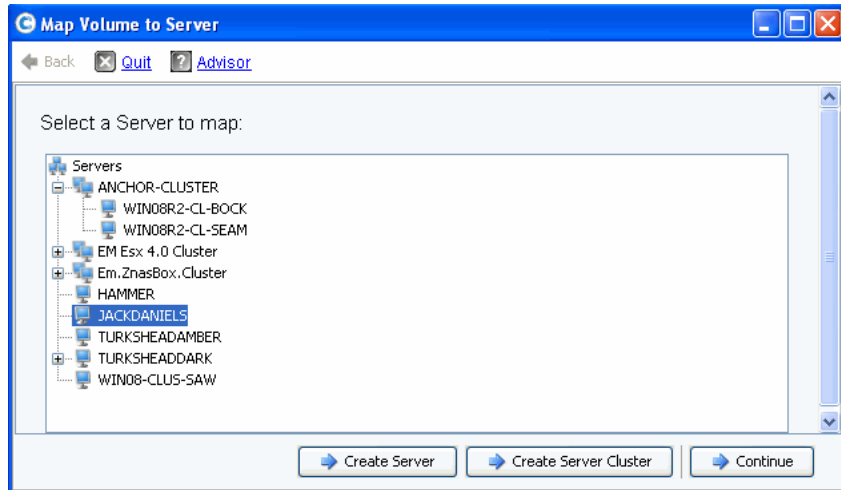 Map Volume to Server
Back Quit Advisor
Select a Server to map:
Servers
ANCHOR-CLUSTER
WIN08R2-CL-BOCK
WIN08R2-CL-SEAM
EM Esx 4.0 Cluster
Em.ZnasBox.Cluster
HAMMER
JACKDANIELS
TURKSHEADAMBER
TURKSHEADDARK
WIN08-CLUS-SAW
Create Server Create Server Cluster Continue